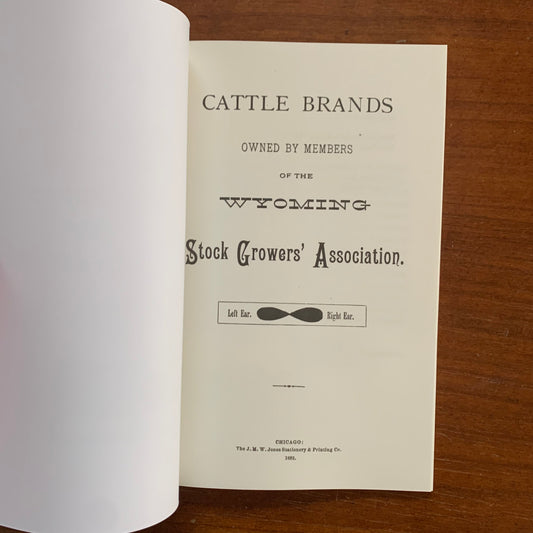 CATTLE BRANDS
OWNED BY MEMBERS
OF THE
WYOMING
Stock Growers' Association.
Left Ear. Right Ear.
CHICAGO:
The J. M. W. Jones Stationery & Printing Co.
1882.